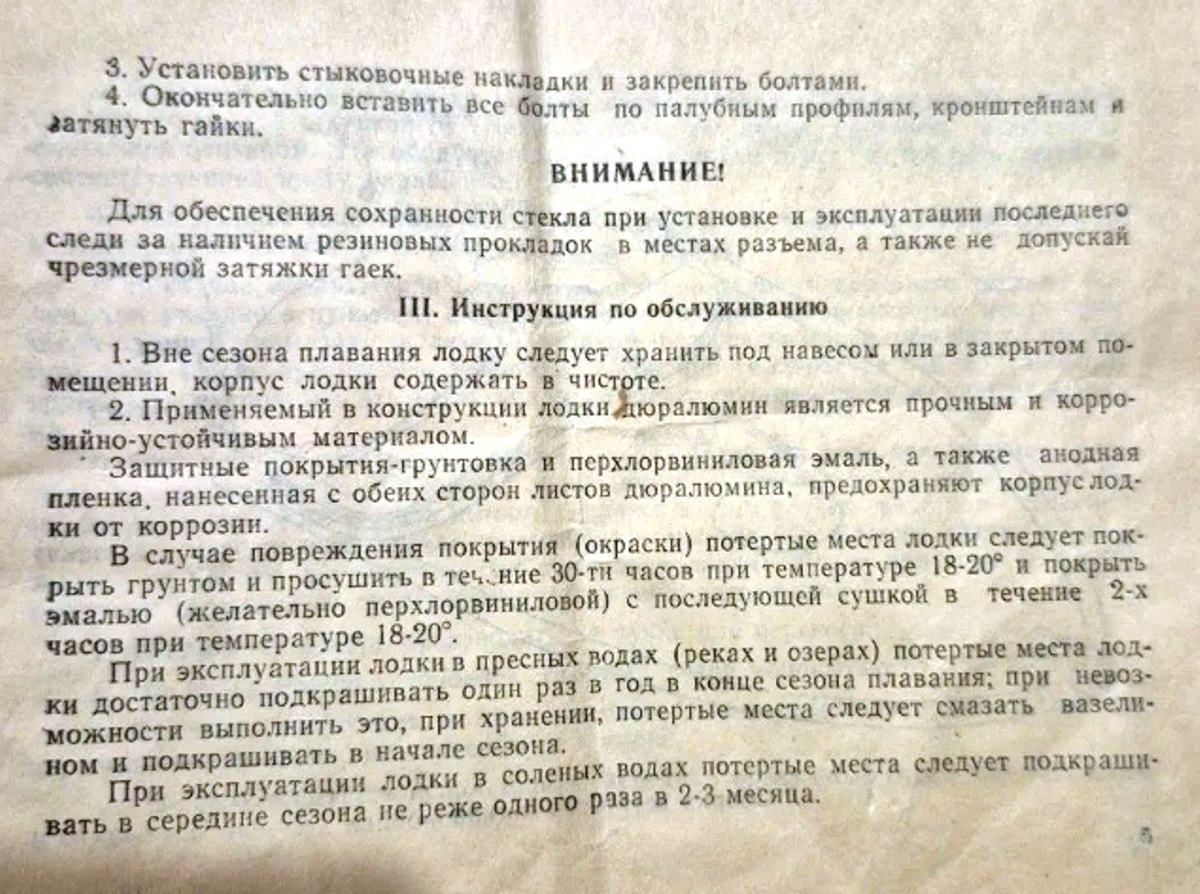 3. Установить стыковочные накладки и закрепить болтами.
4. Окончательно вставить все болты по палубным профилям, кронштейнам и
затянуть гайки.
ВНИМАНИЕ!
Для обеспечения сохранности стекла при установке и эксплуатации последнего
следи за наличием резиновых прокладок в местах разъема, а также не допускай
чрезмерной затяжки гаек.
III. Инструкция по обслуживанию
1. Вне сезона плавания лодку следует хранить под навесом или в закрытом по-
мещении, корпус лодки содержать в чистоте.
2. Применяемый в конструкции лодки дюралюмин является прочным и корро-
зийно-устойчивым материалом.
Защитные покрытия-грунтовка и перхлорвиниловая эмаль, а также анодная
пленка, нанесенная с обеих сторон листов дюралюмина, предохраняют корпус лод-
ки от коррозии.
В случае повреждения покрытия (окраски) потертые места лодки следует пок-
рыть грунтом и просушить в течение 30-ти часов при температуре 18-20° и покрыть
эмалью (желательно перхлорвиниловой) с последующей сушкой в течение 2-х
часов при температуре 18-20°.
При эксплуатации лодки в пресных водах (реках и озерах) потертые места лод-
ки достаточно подкрашивать один раз в год в конце сезона плавания; при невоз-
можности выполнить это, при хранении, потертые места следует смазать вазели-
ном и подкрашивать в начале сезона.
При эксплуатации лодки в соленых водах потертые места следует подкраши-
вать в середине сезона не реже одного раза в 2-3 месяца.
5